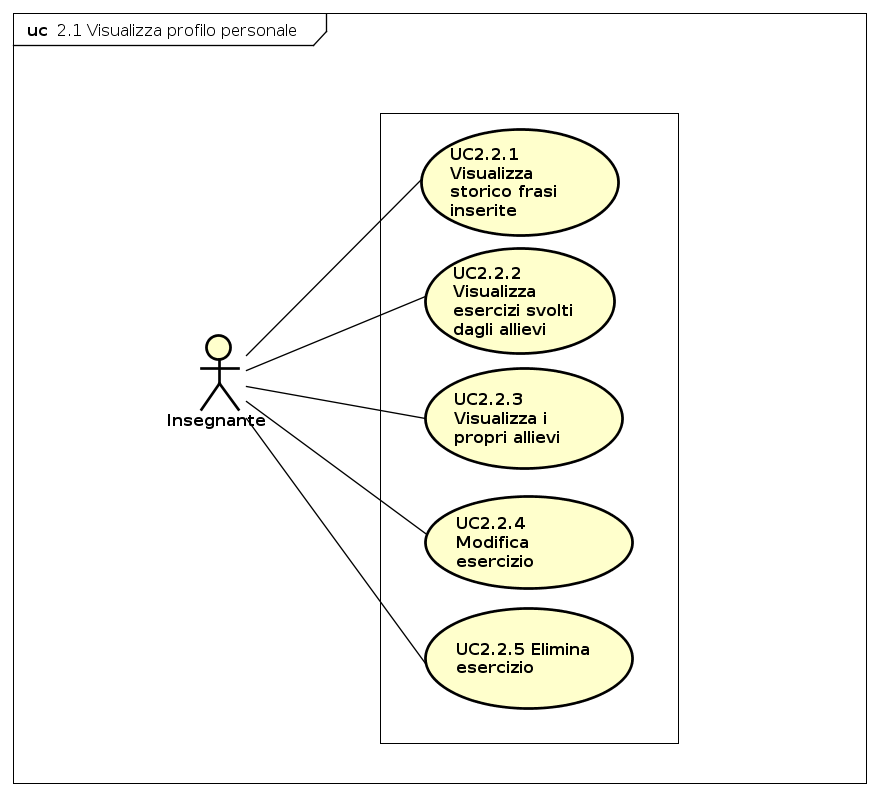 uc 2.1 Visualizza profilo personale
UC2.2.1
Visualizza
storico frasi
inserite
UC2.2.2
Visualizza
esercizi svolti
dagli allievi
Insegnante
UC2.2.3
Visualizza i
propri allievi
UC2.2.4
Modifica
esercizio
UC2.2.5 Elimina
esercizio